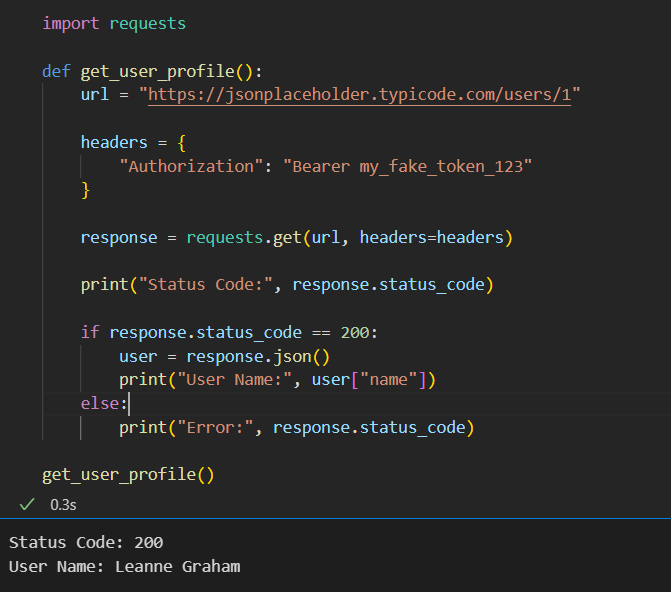 import requests
def get_user_profile():
url = "https://jsonplaceholder.typicode.com/users/1"
headers = {
"Authorization": "Bearer my_fake_token_123"
}
response = requests.get(url, headers=headers)
print("Status Code:", response.status_code)
if response.status_code == 200:
user = response.json()
print("User Name:", user["name"])
else:
print("Error:", response.status_code)
get_user_profile()
0.3s
Status Code: 200
User Name: Leanne Graham